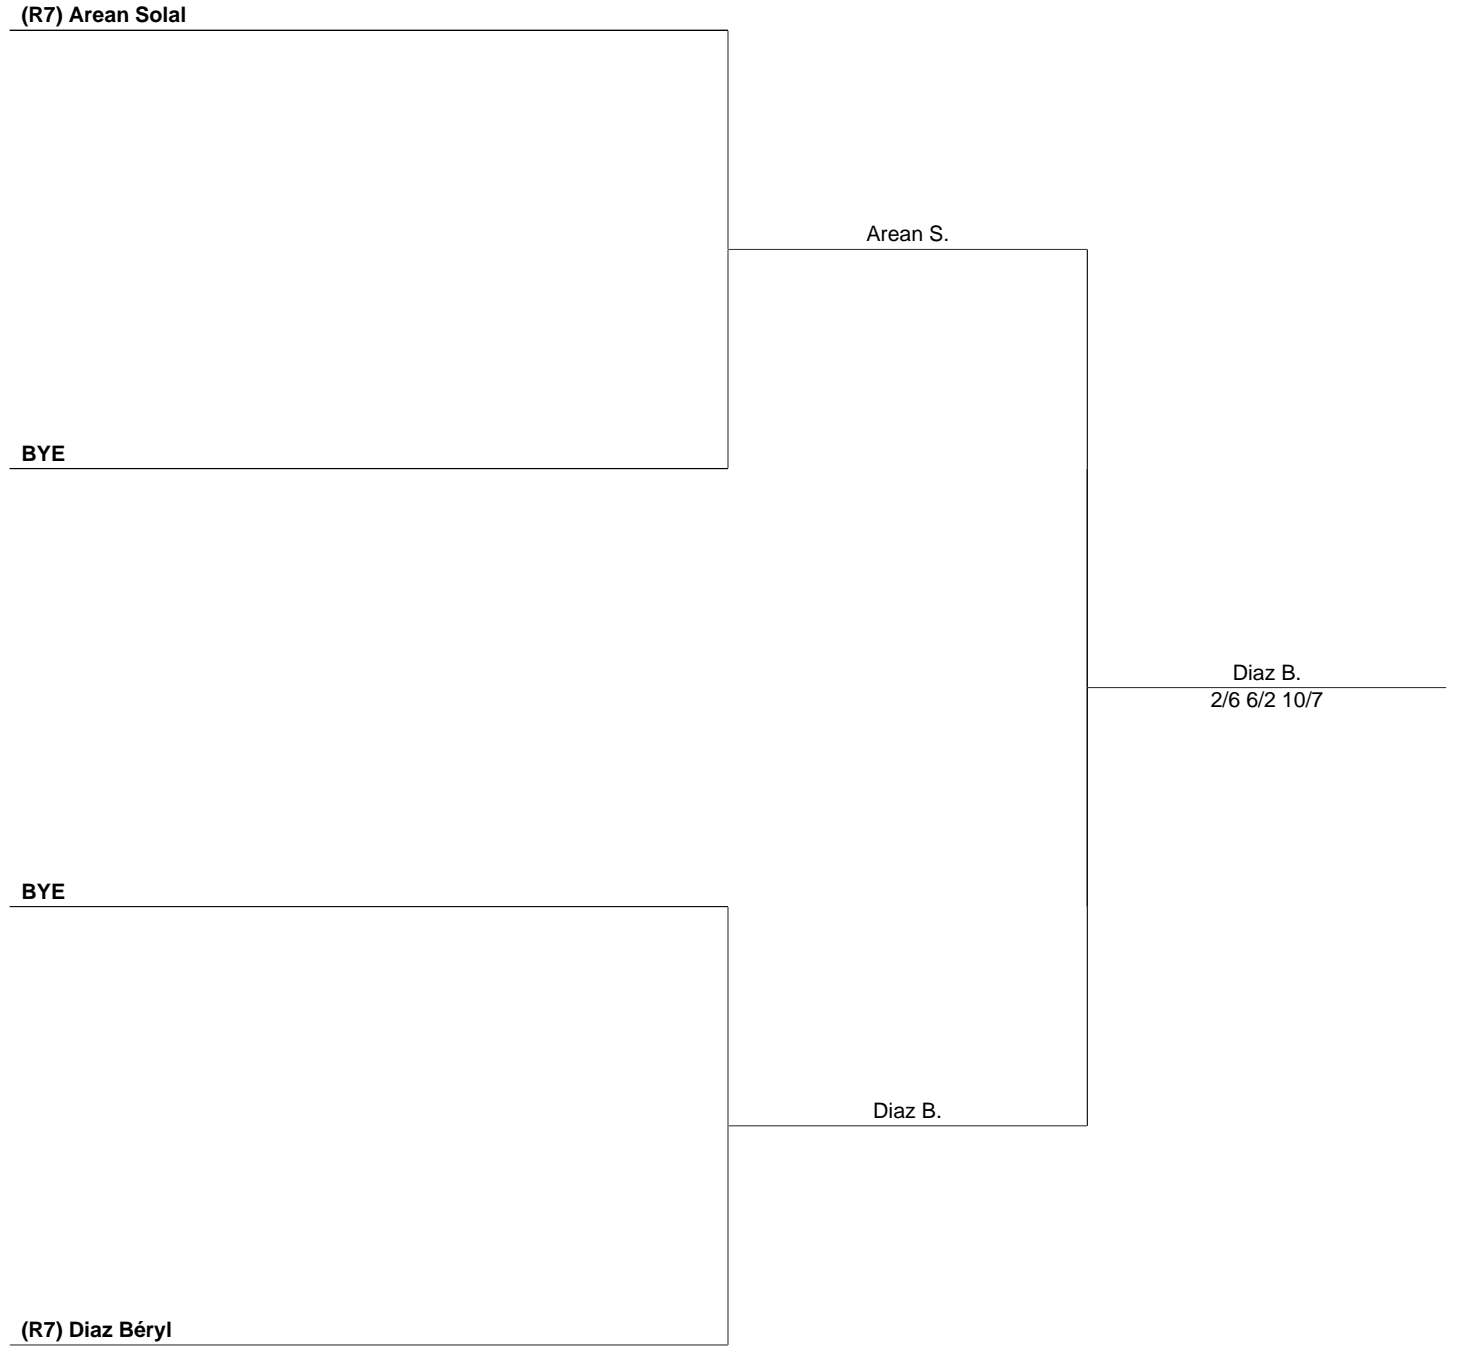 (R7) Arean Solal
Arean S.
BYE
Diaz B.
2/6 6/2 10/7
BYE
Diaz B.
(R7) Diaz Béryl